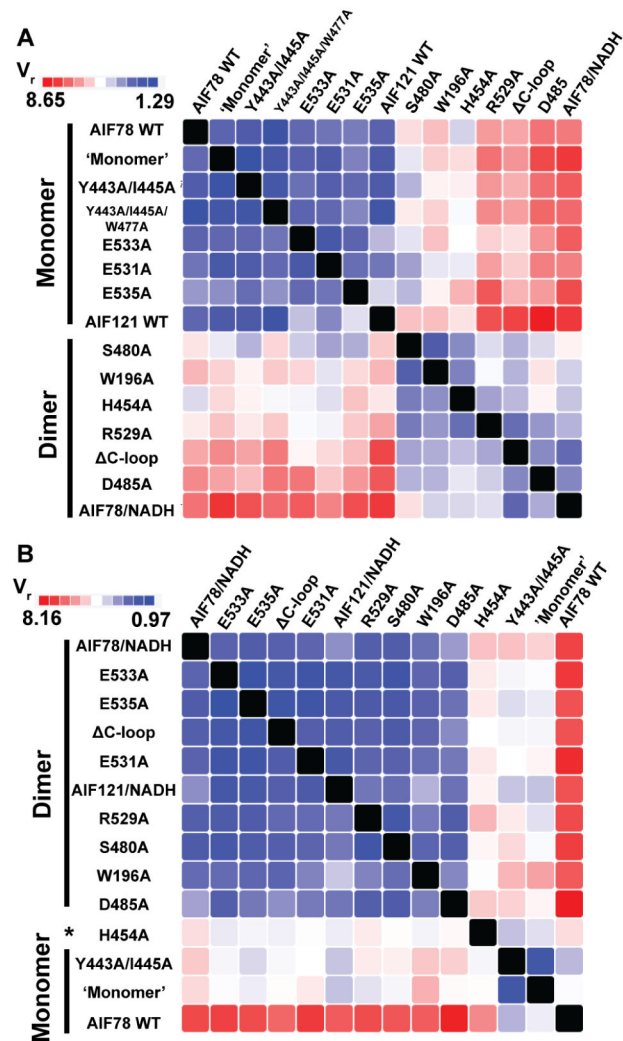 A
V r
8.65 1.29
AIF78 WT
'Monomer'
Y443A/I445A
Y443A/I445A/W477A
E533A
E531A
E535A
AIF121 WT
S480A
W196A
H454A
R529A
ΔC-loop
D485
AIF78/NADH
Monomer
AIF78 WT
'Monomer'
Y443A/I445A
Y443A/I445A/
W477A
E533A
E531A
E535A
AIF121 WT
Dimer
S480A
W196A
H454A
R529A
ΔC-loop
D485A
AIF78/NADH
B
V r
8.16 0.97
AIF78/NADH
E533A
E535A
ΔC-loop
E531A
AIF121/NADH
R529A
S480A
W196A
D485A
H454A
Y443A/I445A
'Monomer'
AIF78 WT
Dimer
AIF78/NADH
E533A
E535A
ΔC-loop
E531A
AIF121/NADH
R529A
S480A
W196A
D485A
* H454A
Monomer
Y443A/I445A
'Monomer'
AIF78 WT